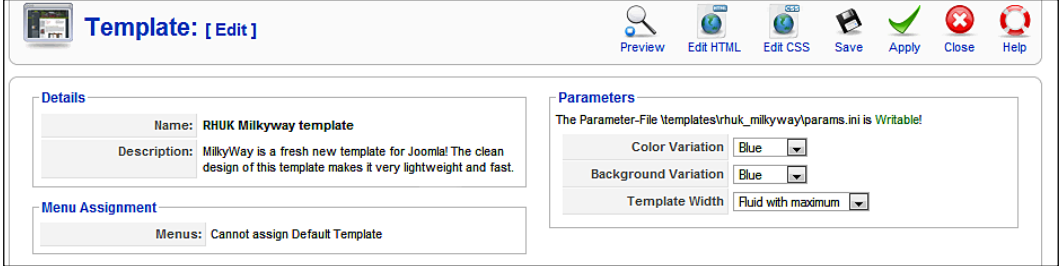 Template: [ Edit ]
Preview
Edit HTML
Edit CSS
Save
Apply
Close
Help
Details
Name: RHUK Milkyway template
Description: MilkyWay is a fresh new template for Joomla! The clean
design of this template makes it very lightweight and fast.
Menu Assignment
Menus: Cannot assign Default Template
Parameters
The Parameter-File \templates\rhuk_milkyway\params.ini is Writable!
Color Variation Blue
Background Variation Blue
Template Width Fluid with maximum